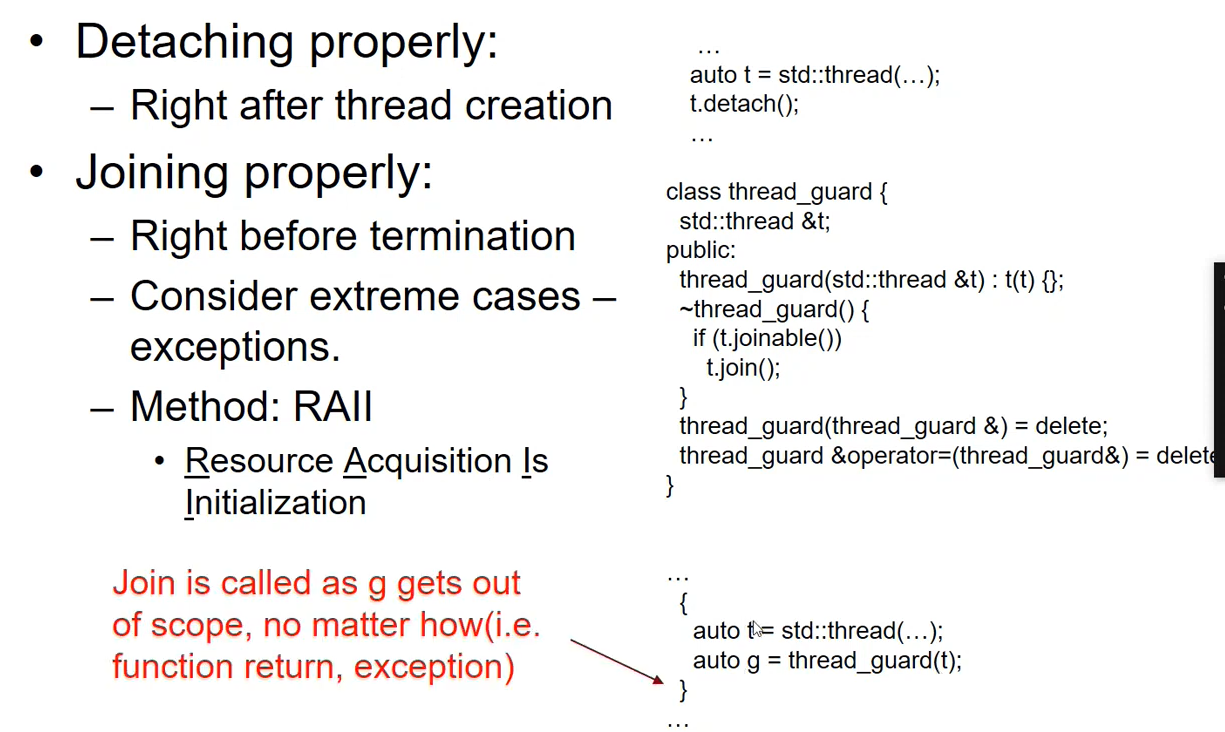 • Detaching properly:
– Right after thread creation
• Joining properly:
– Right before termination
– Consider extreme cases –
exceptions.
– Method: RAII
• Resource Acquisition Is
Initialization
Join is called as g gets out
of scope, no matter how(i.e.
function return, exception)
…
auto t = std::thread(…);
t.detach();
…
class thread_guard {
std::thread &t;
public:
thread_guard(std::thread &t) : t(t) {};
~thread_guard() {
if (t.joinable())
t.join();
}
thread_guard(thread_guard &) = delete;
thread_guard &operator=(thread_guard&) = delete
}
…
{
auto t = std::thread(…);
auto g = thread_guard(t);
}
…